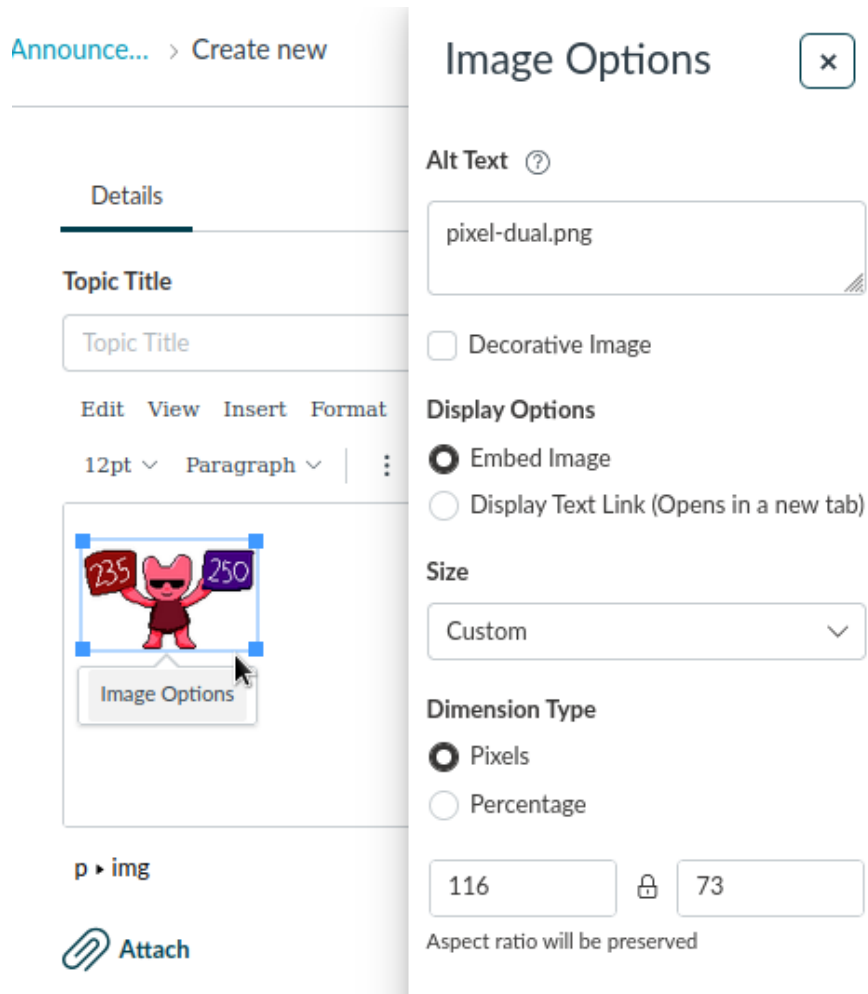 Announce... > Create new
Details
Topic Title
Topic Title
Edit View Insert Format
12pt Paragraph
235 250
Image Options
p ▸ img
Attach
Image Options
Alt Text
pixel-dual.png
Decorative Image
Display Options
Embed Image
Display Text Link (Opens in a new tab)
Size
Custom
Dimension Type
Pixels
Percentage
116 73
Aspect ratio will be preserved